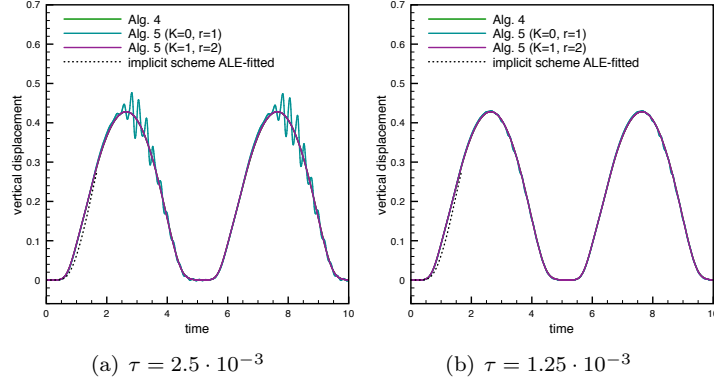 0.7
0.6
0.5
0.4
0.3
0.2
0.1
0
vertical displacement
Alg. 4
Alg. 5 (K=0, r=1)
Alg. 5 (K=1, r=2)
implicit scheme ALE-fitted
0 2 4 6 8 10
time
(a) τ = 2.5 · 10⁻³
0.7
0.6
0.5
0.4
0.3
0.2
0.1
0
vertical displacement
Alg. 4
Alg. 5 (K=0, r=1)
Alg. 5 (K=1, r=2)
implicit scheme ALE-fitted
0 2 4 6 8 10
time
(b) τ = 1.25 · 10⁻³